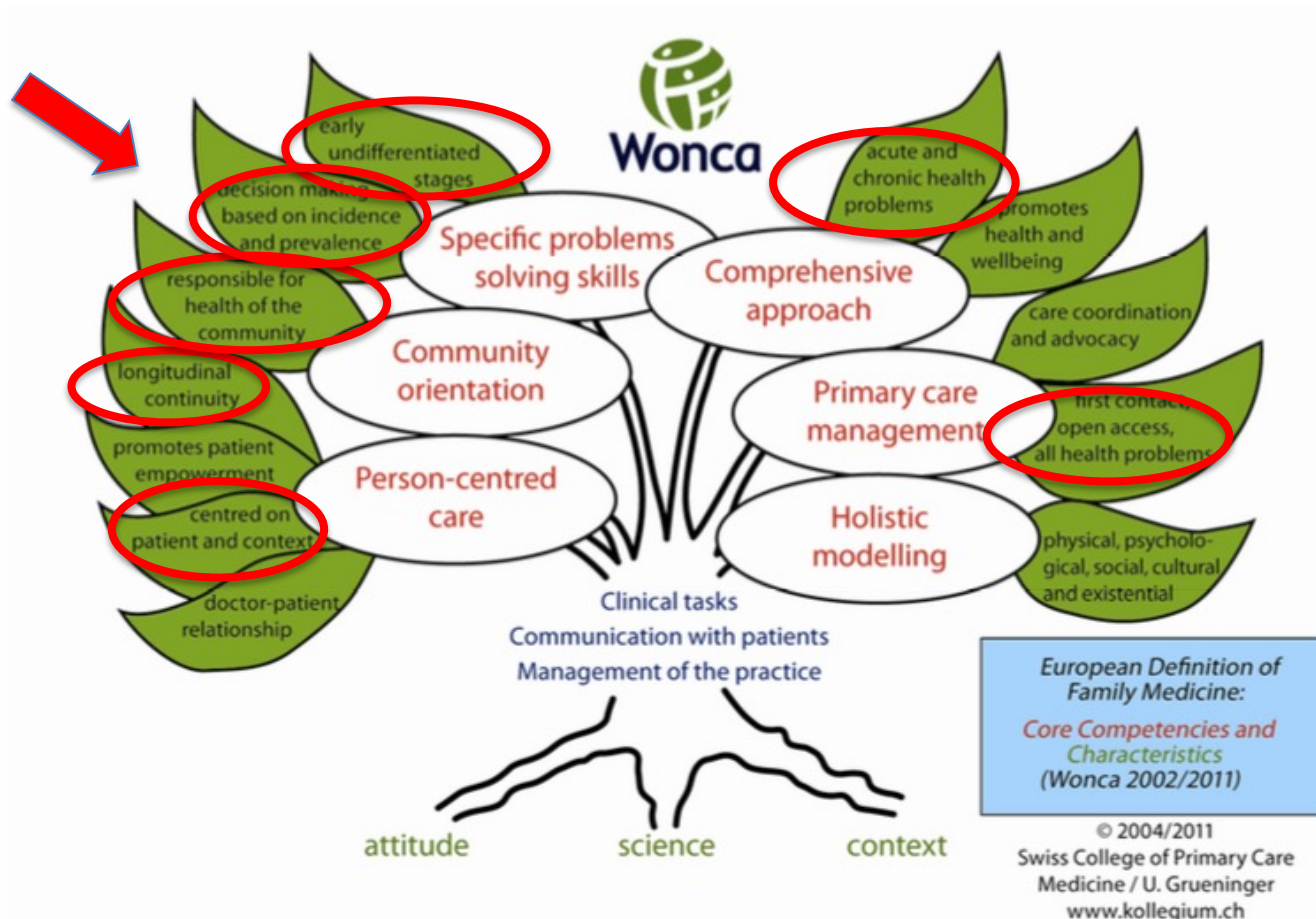 Wonca
early
undifferentiated
stages
decision making
based on incidence
and prevalence
responsible for
health of the
community
longitudinal
continuity
promotes patient
empowerment
centred on
patient and context
doctor-patient
relationship
Specific problems
solving skills
Community
orientation
Person-centred
care
Comprehensive
approach
Primary care
management
Holistic
modelling
acute and
chronic health
problems
promotes
health and
wellbeing
care coordination
and advocacy
first contact,
open access,
all health problems
physical, psycholo-
gical, social, cultural
and existential
Clinical tasks
Communication with patients
Management of the practice
attitude
science
context
European Definition of
Family Medicine:
Core Competencies and
Characteristics
(Wonca 2002/2011)
© 2004/2011
Swiss College of Primary Care
Medicine / U. Grueninger
www.kollegium.ch